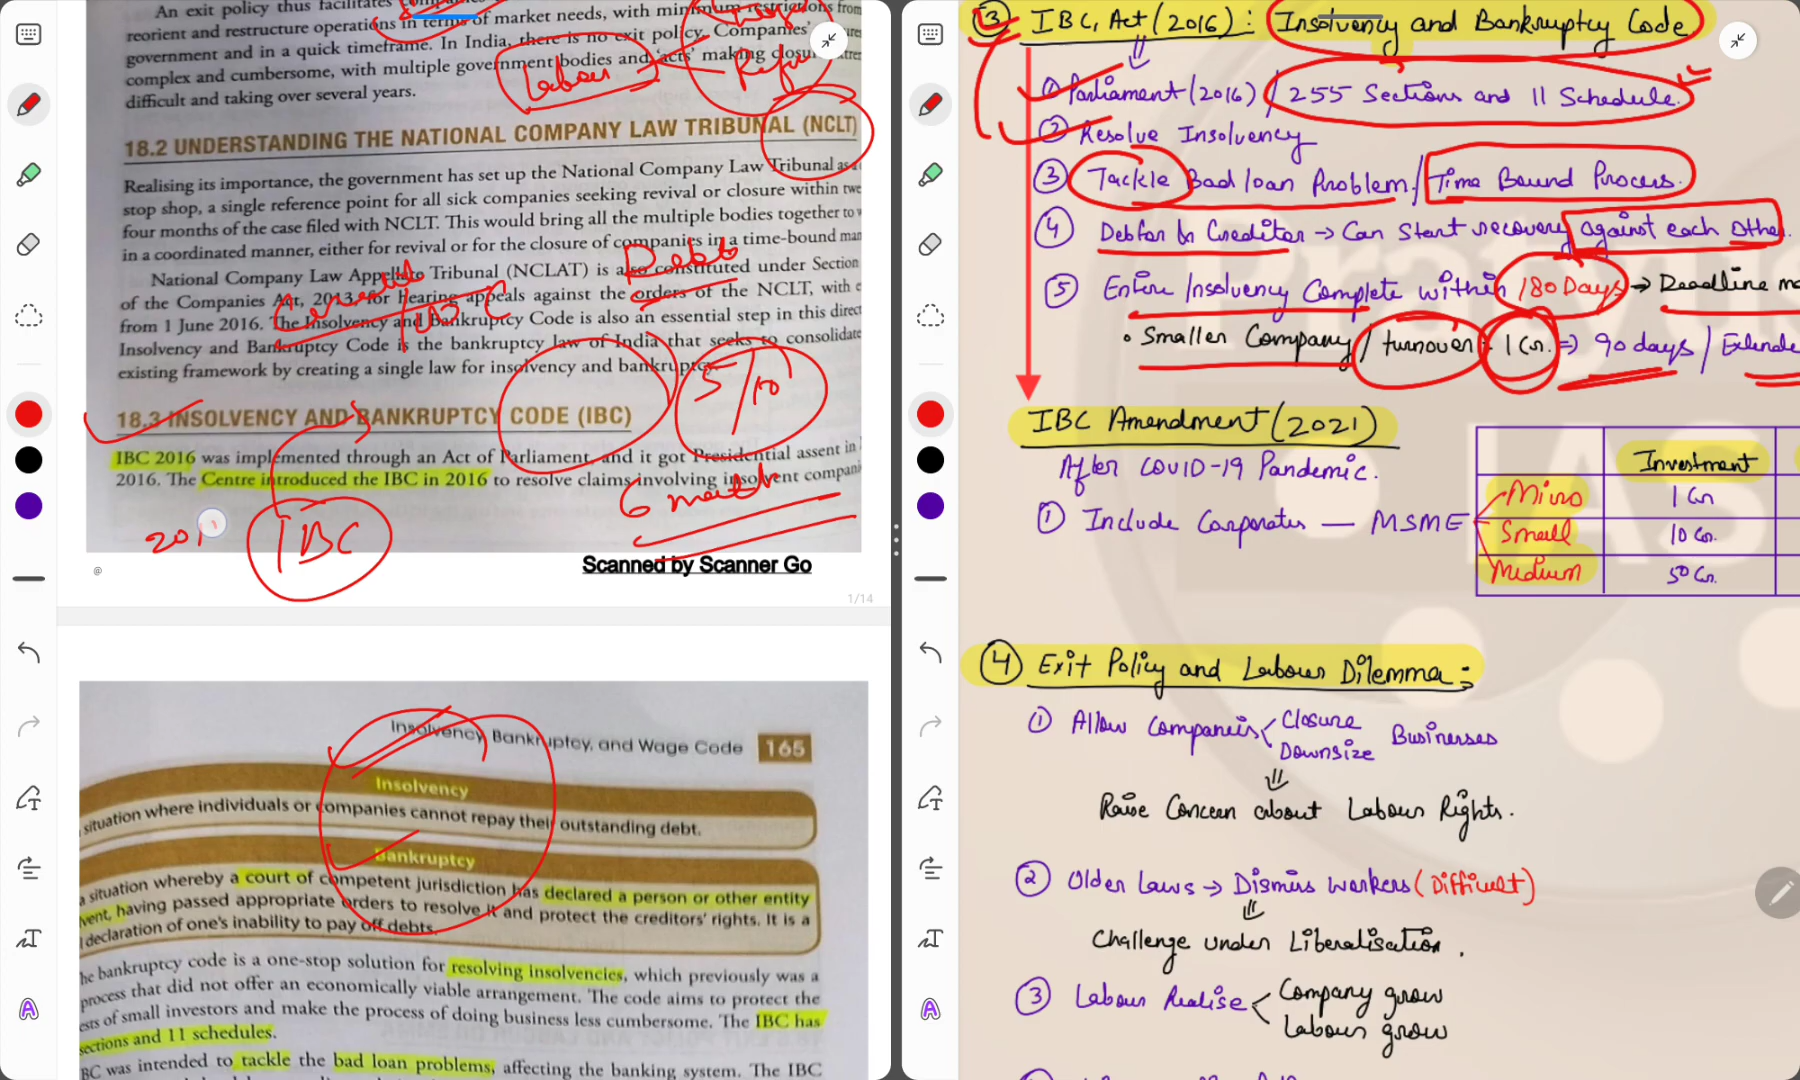 An exit policy thus facilitates
reorient and restructure operations in terms of market needs, with minimum restrictions from
government and in a quick timeframe. In India, there is no exit policy. Companies'
complex and cumbersome, with multiple government bodies and 'acts' making closure
difficult and taking over several years.
Labour
18.2 UNDERSTANDING THE NATIONAL COMPANY LAW TRIBUNAL (NCLT)
Realising its importance, the government has set up the National Company Law Tribunal as a
stop shop, a single reference point for all sick companies seeking revival or closure within
four months of the case filed with NCLT. This would bring all the multiple bodies together to
in a coordinated manner, either for revival or for the closure of companies in a time-bound
Debt
National Company Law Appellate Tribunal (NCLAT) is also constituted under Section
of the Companies Act, 2013, for hearing appeals against the orders of the NCLT, with
from 1 June 2016. The Insolvency and Bankruptcy Code is also an essential step in this
Insolvency and Bankruptcy Code is the bankruptcy law of India that seeks to consolidate
existing framework by creating a single law for insolvency and bankruptcy.
5/10
18.3 INSOLVENCY AND BANKRUPTCY CODE (IBC)
IBC 2016 was implemented through an Act of Parliament, and it got Presidential assent in
2016. The Centre introduced the IBC in 2016 to resolve claims involving insolvent
6 month
201
IBC
Scanned by Scanner Go
@
1/14
Insolvency, Bankruptcy, and Wage Code 165
Insolvency
situation where individuals or companies cannot repay their outstanding debt.
Bankruptcy
a situation whereby a court of competent jurisdiction has declared a person or other entity
having passed appropriate orders to resolve it and protect the creditors' rights. It is a
declaration of one's inability to pay off debts.
bankruptcy code is a one-stop solution for resolving insolvencies, which previously was a
process that did not offer an economically viable arrangement. The code aims to protect the
of small investors and make the process of doing business less cumbersome. The IBC has
sections and 11 schedules.
was intended to tackle the bad loan problems, affecting the banking system. The IBC
③ IBC, Act (2016) : Insolvency and Bankruptcy Code
① Parliament (2016) / 255 Sections and 11 Schedule.
② Resolve Insolvency
③ Tackle Bad loan Problem / Time Bound Process.
④ Debtor & Creditor → Can Start recovery against each other.
⑤ Entire Insolvency Complete within 180 Days → Deadline
• Smaller Company / turnover : 1 Cr. ⇒ 90 days /
IBC Amendment (2021)
After COVID-19 Pandemic.
① Include Corporates — MSME
Investment
Micro 1 Cr
Small 10 Cr.
Medium 50 Cr.
④ Exit Policy and Labour Dilemma :
① Allow Companies Closure Downsize Businesses
Raise Concern about Labour Rights.
② Older Laws → Dismiss workers (Difficult)
Challenge under Liberalisation.
③ Labour Realise Company grow
Labour grow